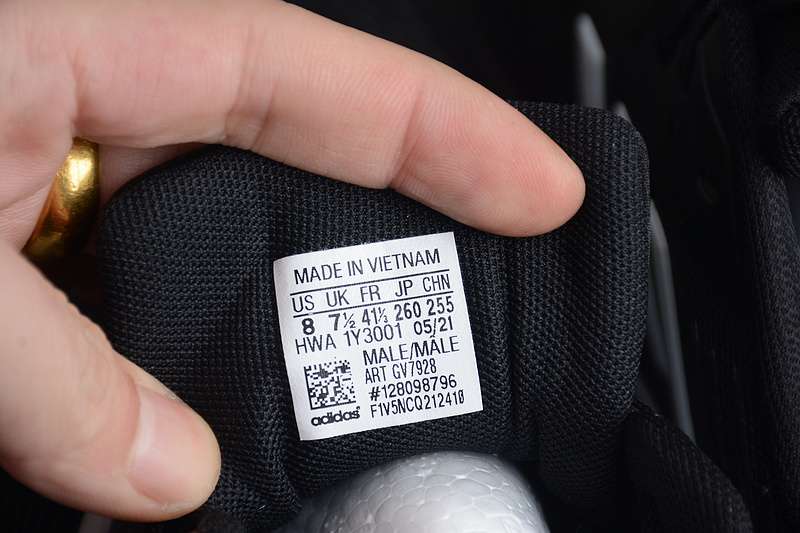 MADE IN VIETNAM
US UK FR JP CHN
8 7½ 41⅓ 260 255
HWA 1Y3001 05/21
MALE/MÂLE
ART GV7928
#128098796
adidas F1V5NCQ212410